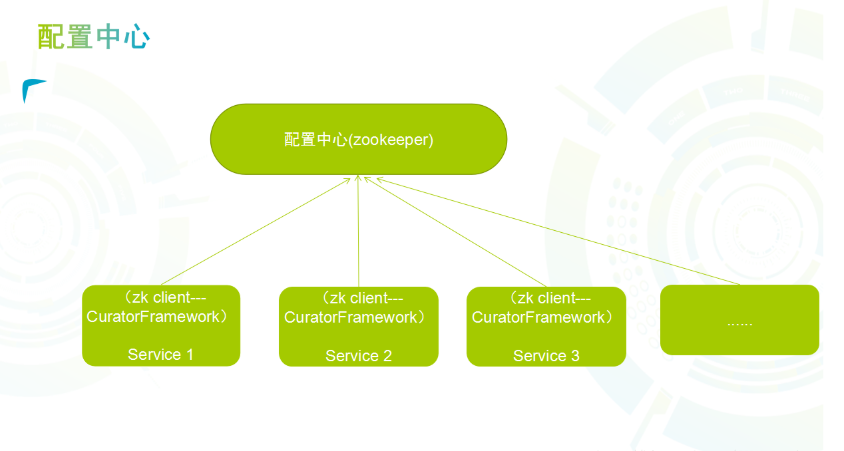 配置中心
配置中心(zookeeper)
（zk client---
CuratorFramework）
Service 1
（zk client---
CuratorFramework）
Service 2
（zk client---
CuratorFramework）
Service 3
......